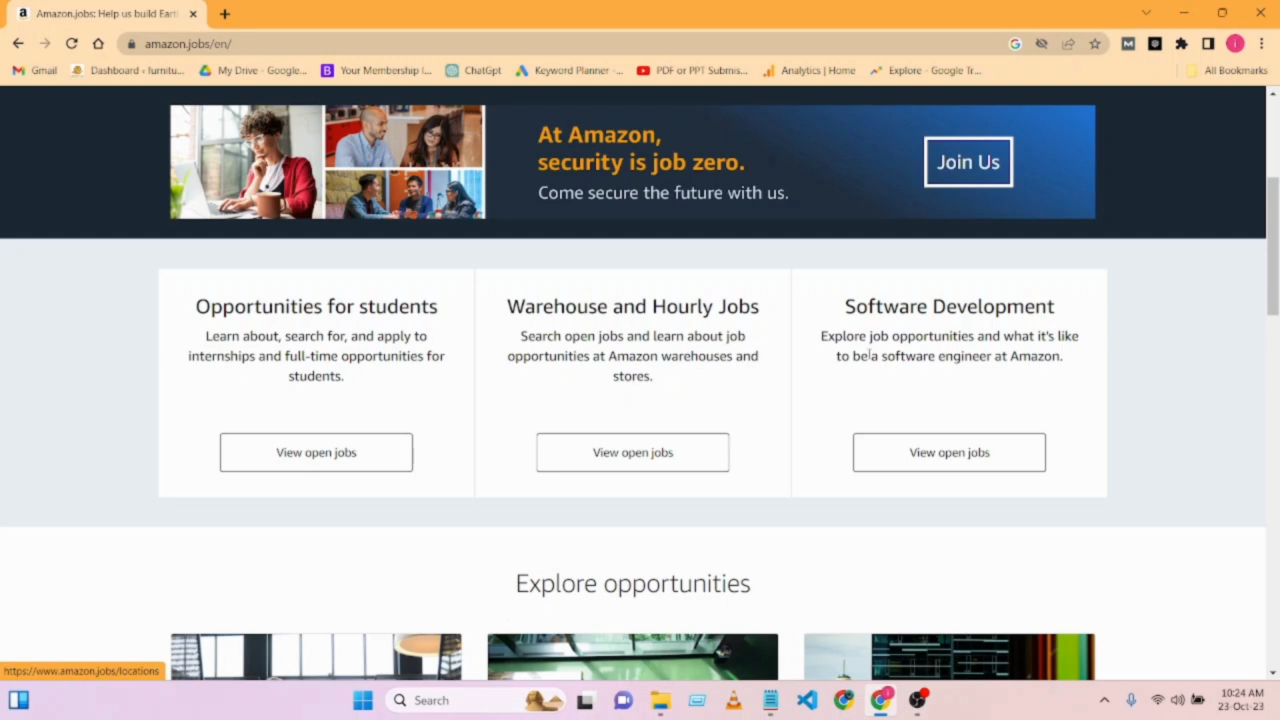 Amazon.jobs: Help us build Eart
amazon.jobs/en/
Gmail
Dashboard ‹ furnitu...
My Drive - Google...
Your Membership I...
ChatGpt
Keyword Planner -...
PDF or PPT Submis...
Analytics | Home
Explore - Google Tr...
All Bookmarks
At Amazon,
security is job zero.
Come secure the future with us.
Join Us
Opportunities for students
Learn about, search for, and apply to
internships and full-time opportunities for
students.
View open jobs
Warehouse and Hourly Jobs
Search open jobs and learn about job
opportunities at Amazon warehouses and
stores.
View open jobs
Software Development
Explore job opportunities and what it's like
to be a software engineer at Amazon.
View open jobs
Explore opportunities
https://www.amazon.jobs/locations
Search
10:24 AM
23-Oct-23